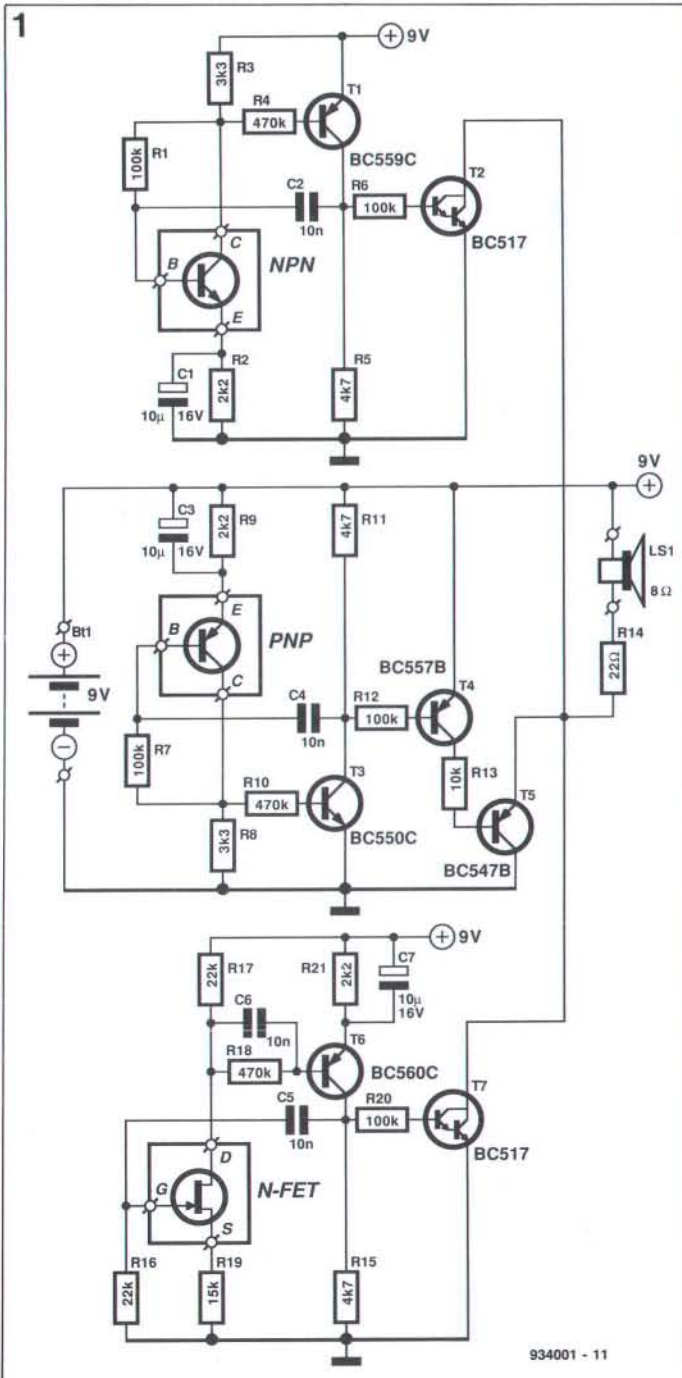 1
9V
R3
3k3
T1
R4
470k
BC559C
R1
100k
T2
C2
R6
10n
100k
BC517
C
B
NPN
E
C1
R2
R5
10µ
16V
2k2
4k7
9V
C3
R9
R11
10µ
16V
2k2
4k7
LS1
8Ω
E
B
PNP
C
Bt1
9V
BC557B
R14
22Ω
T4
C4
R12
10n
100k
R7
100k
R13
10k
R10
T3
470k
T5
R8
3k3
BC550C
BC547B
9V
R17
22k
R21
2k2
C7
10µ
16V
C6
10n
R18
470k
T6
BC560C
T7
C5
R20
10n
100k
BC517
D
G
N-FET
S
R16
R19
R15
22k
15k
4k7
934001 - 11